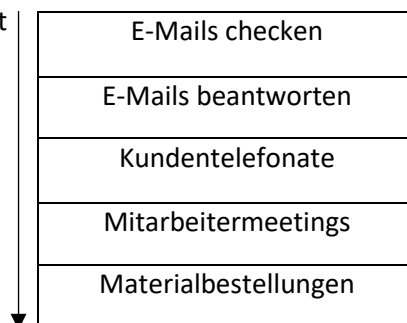 t
E-Mails checken
E-Mails beantworten
Kundentelefonate
Mitarbeitermeetings
Materialbestellungen